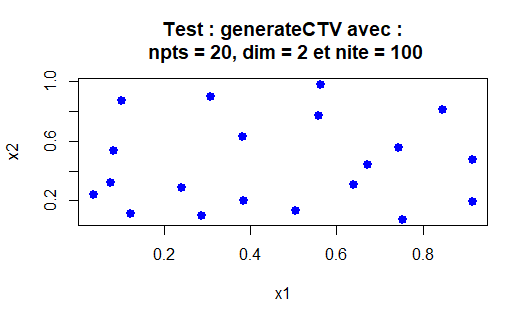 Test : generateCTV avec :
npts = 20, dim = 2 et nite = 100
1.0
0.6
0.2
x2
0.2 0.4 0.6 0.8
x1